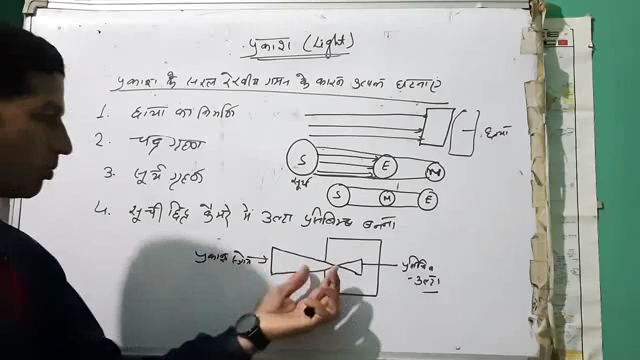 प्रकाश (Light)
प्रकाश के सरल रेखीय गमन के कारण उत्पन्न घटनाएँ
1. छाया का निर्माण
2. चंद्र ग्रहण
3. सूर्य ग्रहण
4. सूची छिद्र कैमरे में उल्टा प्रतिबिम्ब बनना
छाया
S E M
सूर्य
S M E
प्रकाश स्रोत
प्रतिबिंब
- उल्टा